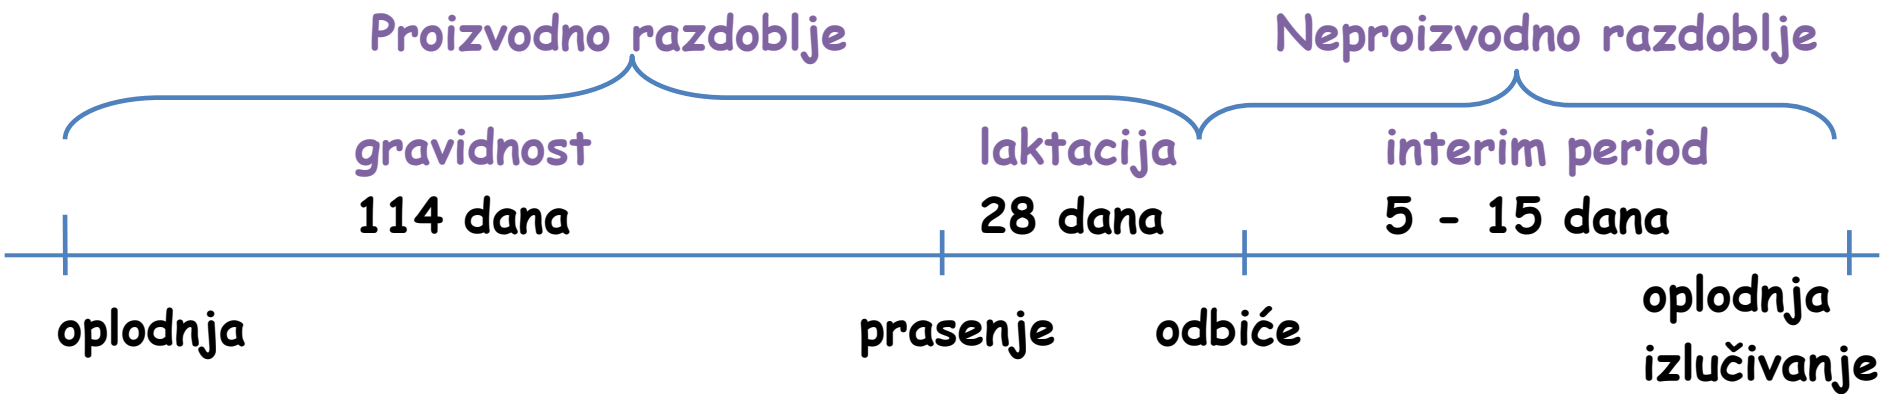 Proizvodno razdoblje
Neproizvodno razdoblje
gravidnost
laktacija
interim period
114 dana
28 dana
5 - 15 dana
oplodnja
prasenje
odbiće
oplodnja
izlučivanje